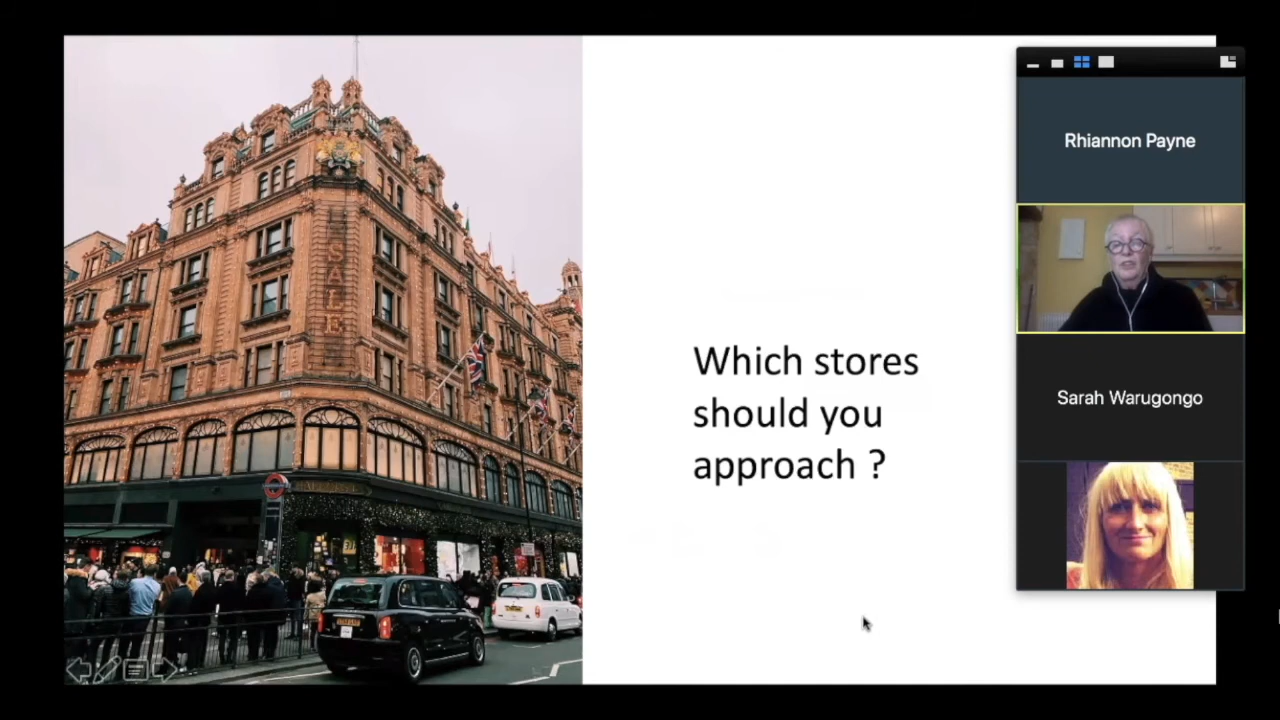 SALE
Which stores
should you
approach ?
Rhiannon Payne
Sarah Warugongo